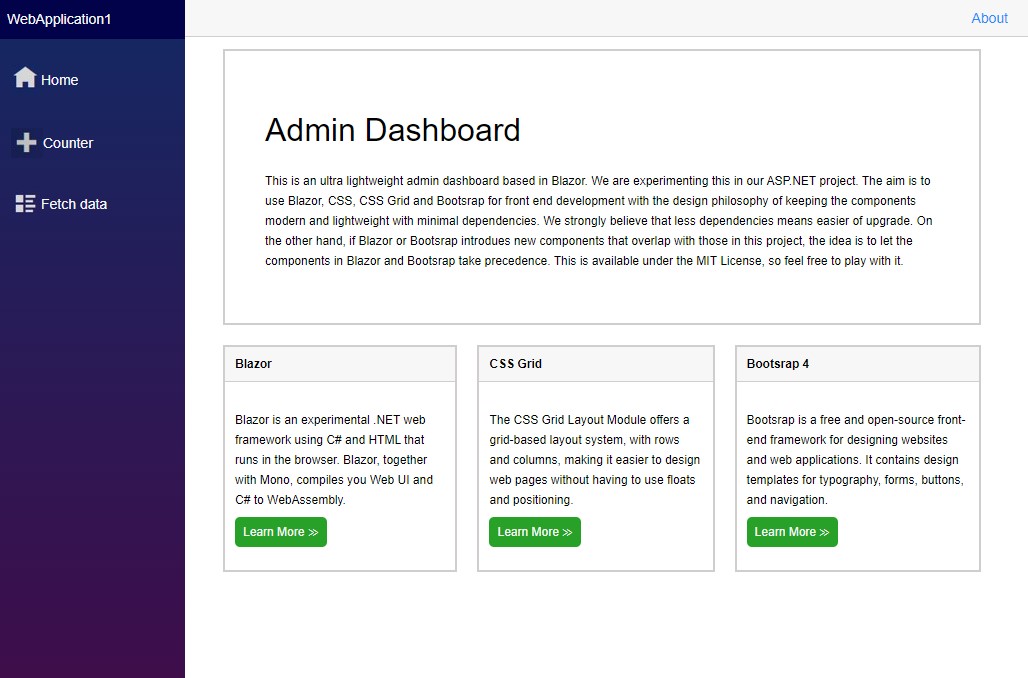 WebApplication1
About
Home
Counter
Fetch data
Admin Dashboard
This is an ultra lightweight admin dashboard based in Blazor. We are experimenting this in our ASP.NET project. The aim is to
use Blazor, CSS, CSS Grid and Bootsrap for front end development with the design philosophy of keeping the components
modern and lightweight with minimal dependencies. We strongly believe that less dependencies means easier of upgrade. On
the other hand, if Blazor or Bootsrap introdues new components that overlap with those in this project, the idea is to let the
components in Blazor and Bootsrap take precedence. This is available under the MIT License, so feel free to play with it.
Blazor
Blazor is an experimental .NET web
framework using C# and HTML that
runs in the browser. Blazor, together
with Mono, compiles you Web UI and
C# to WebAssembly.
Learn More ≫
CSS Grid
The CSS Grid Layout Module offers a
grid-based layout system, with rows
and columns, making it easier to design
web pages without having to use floats
and positioning.
Learn More ≫
Bootsrap 4
Bootsrap is a free and open-source front-
end framework for designing websites
and web applications. It contains design
templates for typography, forms, buttons,
and navigation.
Learn More ≫